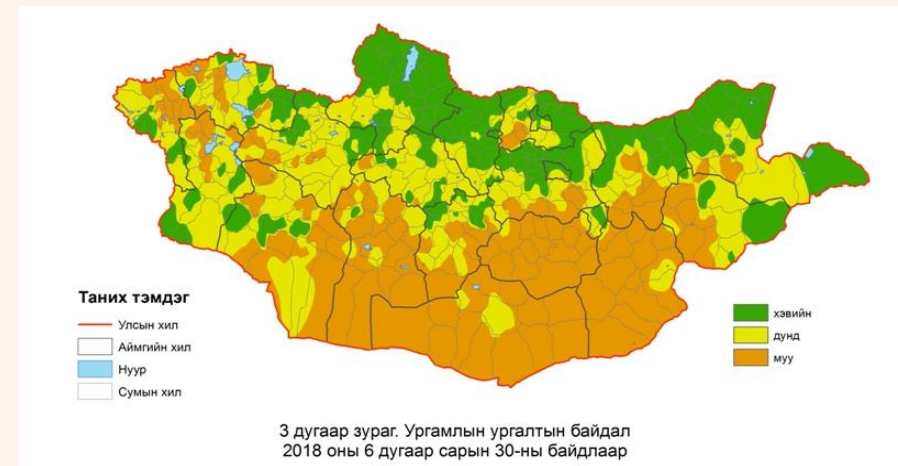 Таних тэмдэг
Улсын хил
Аймгийн хил
Нуур
Сумын хил
хэвийн
дунд
муу
3 дугаар зураг. Ургамлын ургалтын байдал
2018 оны 6 дугаар сарын 30-ны байдлаар